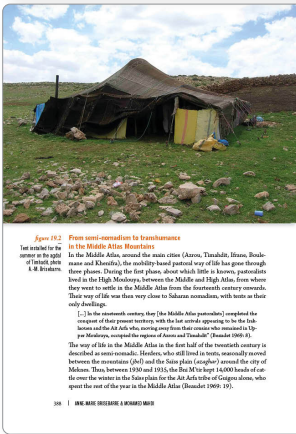 figure 19.2
Tent installed for the
summer on the agdal
of Timhadit, photo
A.-M. Brisebarre.
From semi-nomadism to transhumance
in the Middle Atlas Mountains
In the Middle Atlas, around the main cities (Azrou, Timahdit, Ifrane, Boule-
mane and Khenifra), the mobility-based pastoral way of life has gone through
three phases. During the first phase, about which little is known, pastoralists
lived in the High Moulouya, between the Middle and High Atlas, from where
they went to settle in the Middle Atlas from the fourteenth century onwards.
Their way of life was then very close to Saharan nomadism, with tents as their
only dwellings.
[...] In the nineteenth century, they [the Middle Atlas pastoralists] completed the
conquest of their present territory, with the last arrivals appearing to be the Irk-
laouen and the Aït Arfa who, moving away from their cousins who remained in Up-
per Moulouya, occupied the regions of Azrou and Timahdit" (Beaudet 1969: 8).
The way of life in the Middle Atlas in the first half of the twentieth century is
described as semi-nomadic. Herders, who still lived in tents, seasonally moved
between the mountains (jbel) and the Saïs plain (azaghar) around the city of
Meknes. Thus, between 1930 and 1935, the Bni M'tir kept 14,000 heads of cat-
tle over the winter in the Saïs plain for the Aït Arfa tribe of Guigou alone, who
spent the rest of the year in the Middle Atlas (Beaudet 1969: 19).
388 | ANNE-MARIE BRISEBARRE & MOHAMED MAHDI